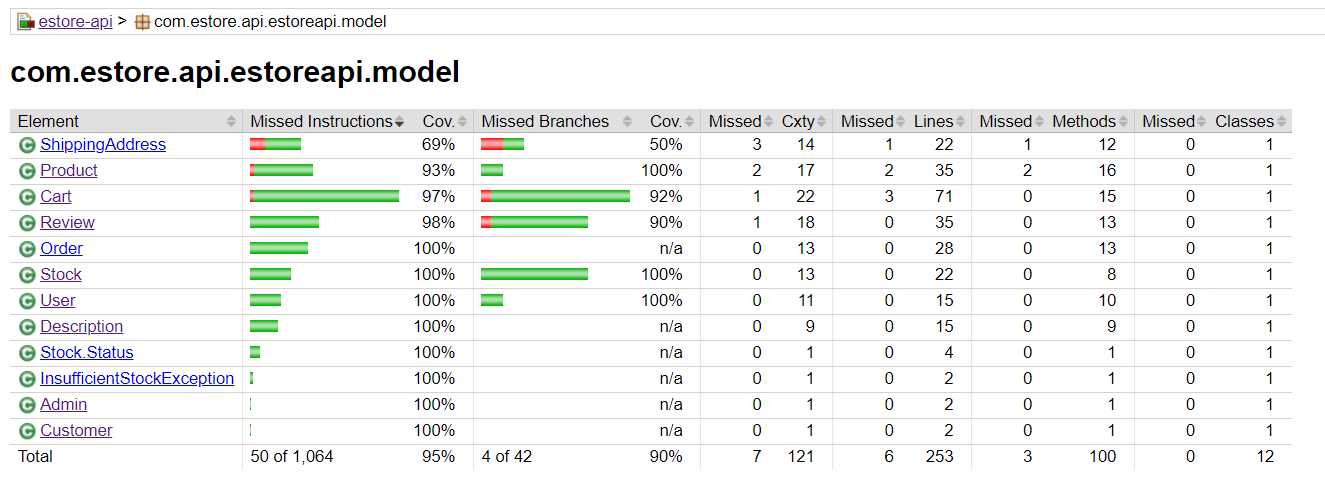 estore-api > com.estore.api.estoreapi.model
com.estore.api.estoreapi.model
Element Missed Instructions Cov. Missed Branches Cov. Missed Cxty Missed Lines Missed Methods Missed Classes
C ShippingAddress 69% 50% 3 14 1 22 1 12 0 1
C Product 93% 100% 2 17 2 35 2 16 0 1
C Cart 97% 92% 1 22 3 71 0 15 0 1
C Review 98% 90% 1 18 0 35 0 13 0 1
C Order 100% n/a 0 13 0 28 0 13 0 1
C Stock 100% 100% 0 13 0 22 0 8 0 1
C User 100% 100% 0 11 0 15 0 10 0 1
C Description 100% n/a 0 9 0 15 0 9 0 1
C Stock.Status 100% n/a 0 1 0 4 0 1 0 1
C InsufficientStockException 100% n/a 0 1 0 2 0 1 0 1
C Admin 100% n/a 0 1 0 2 0 1 0 1
C Customer 100% n/a 0 1 0 2 0 1 0 1
Total 50 of 1,064 95% 4 of 42 90% 7 121 6 253 3 100 0 12